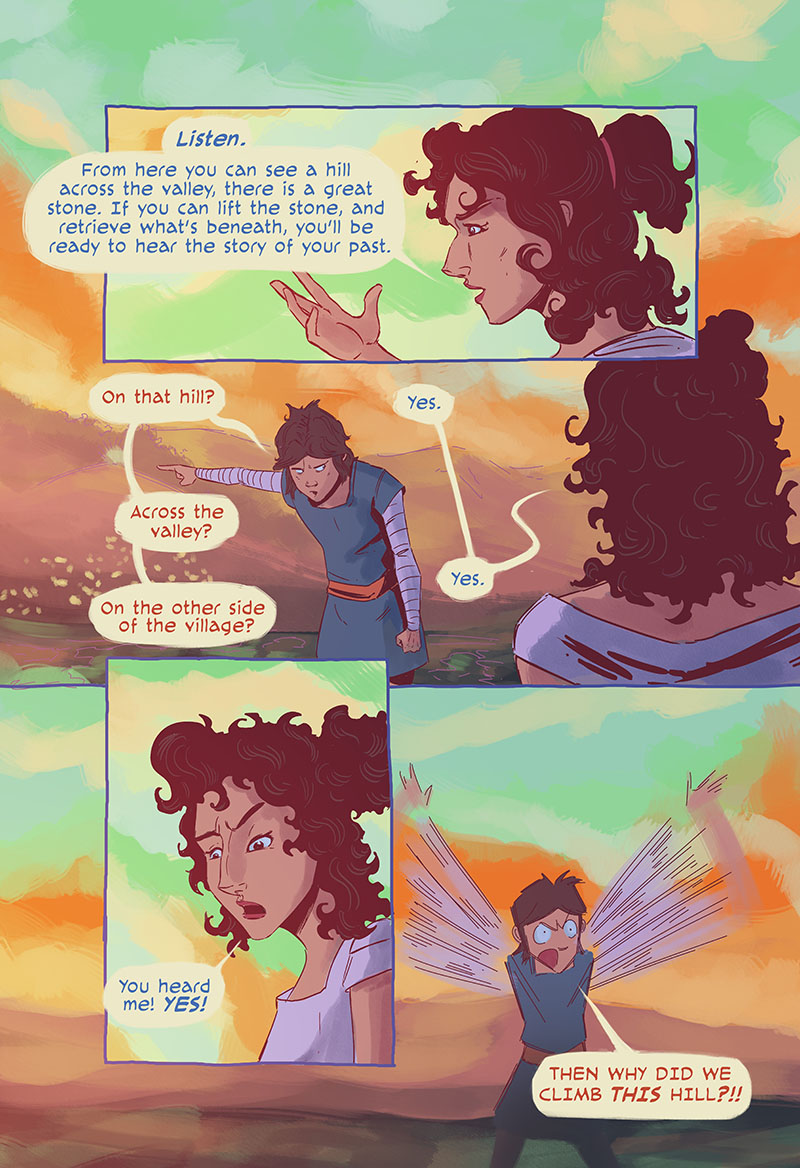 Listen.
From here you can see a hill
across the valley, there is a great
stone. If you can lift the stone, and
retrieve what's beneath, you'll be
ready to hear the story of your past.
On that hill?
Yes.
Across the
valley?
Yes.
On the other side
of the village?
You heard
me! YES!
THEN WHY DID WE
CLIMB THIS HILL?!!